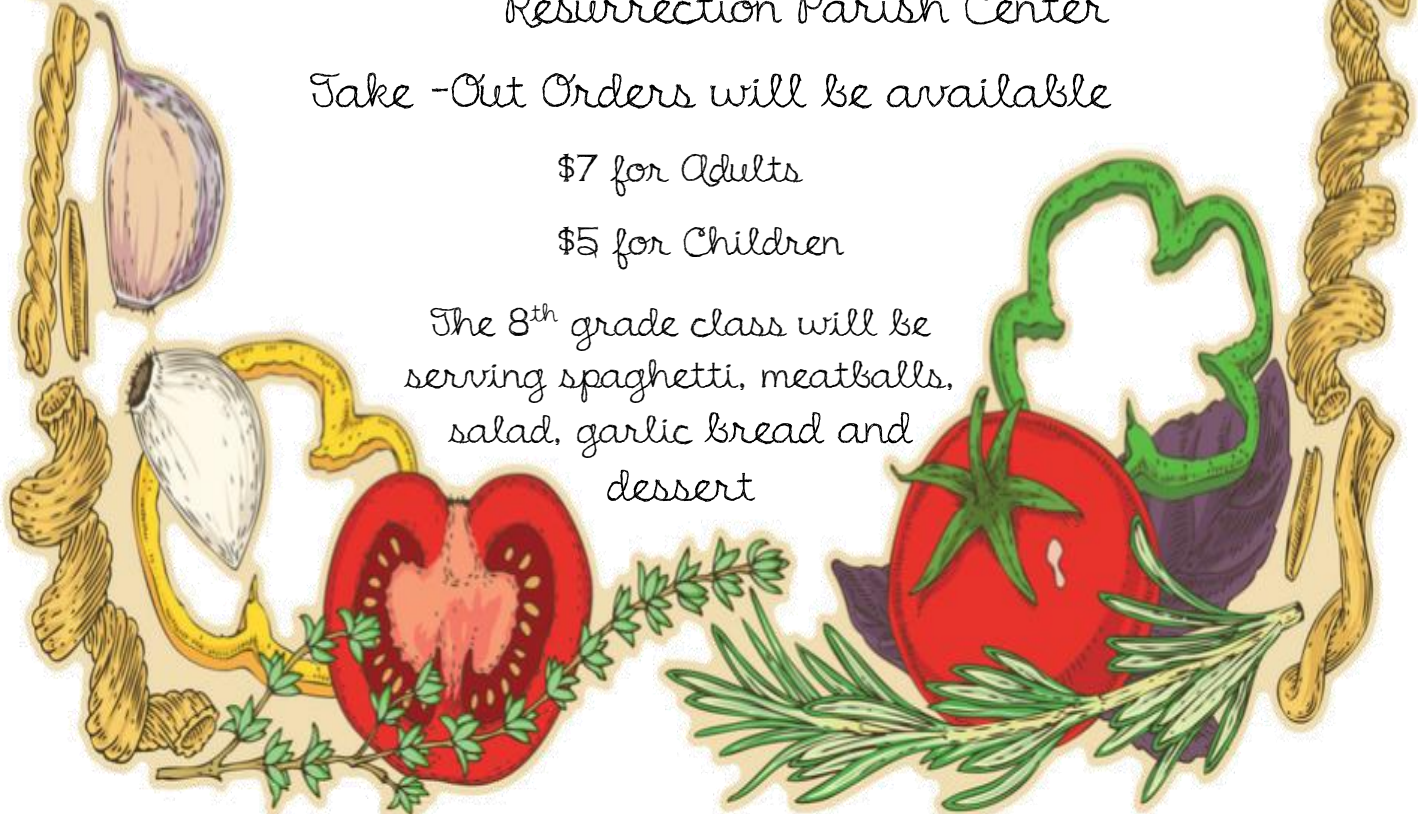 Resurrection Parish Center
Take -Out Orders will be available
$7 for Adults
$5 for Children
The 8th grade class will be
serving spaghetti, meatballs,
salad, garlic bread and
dessert